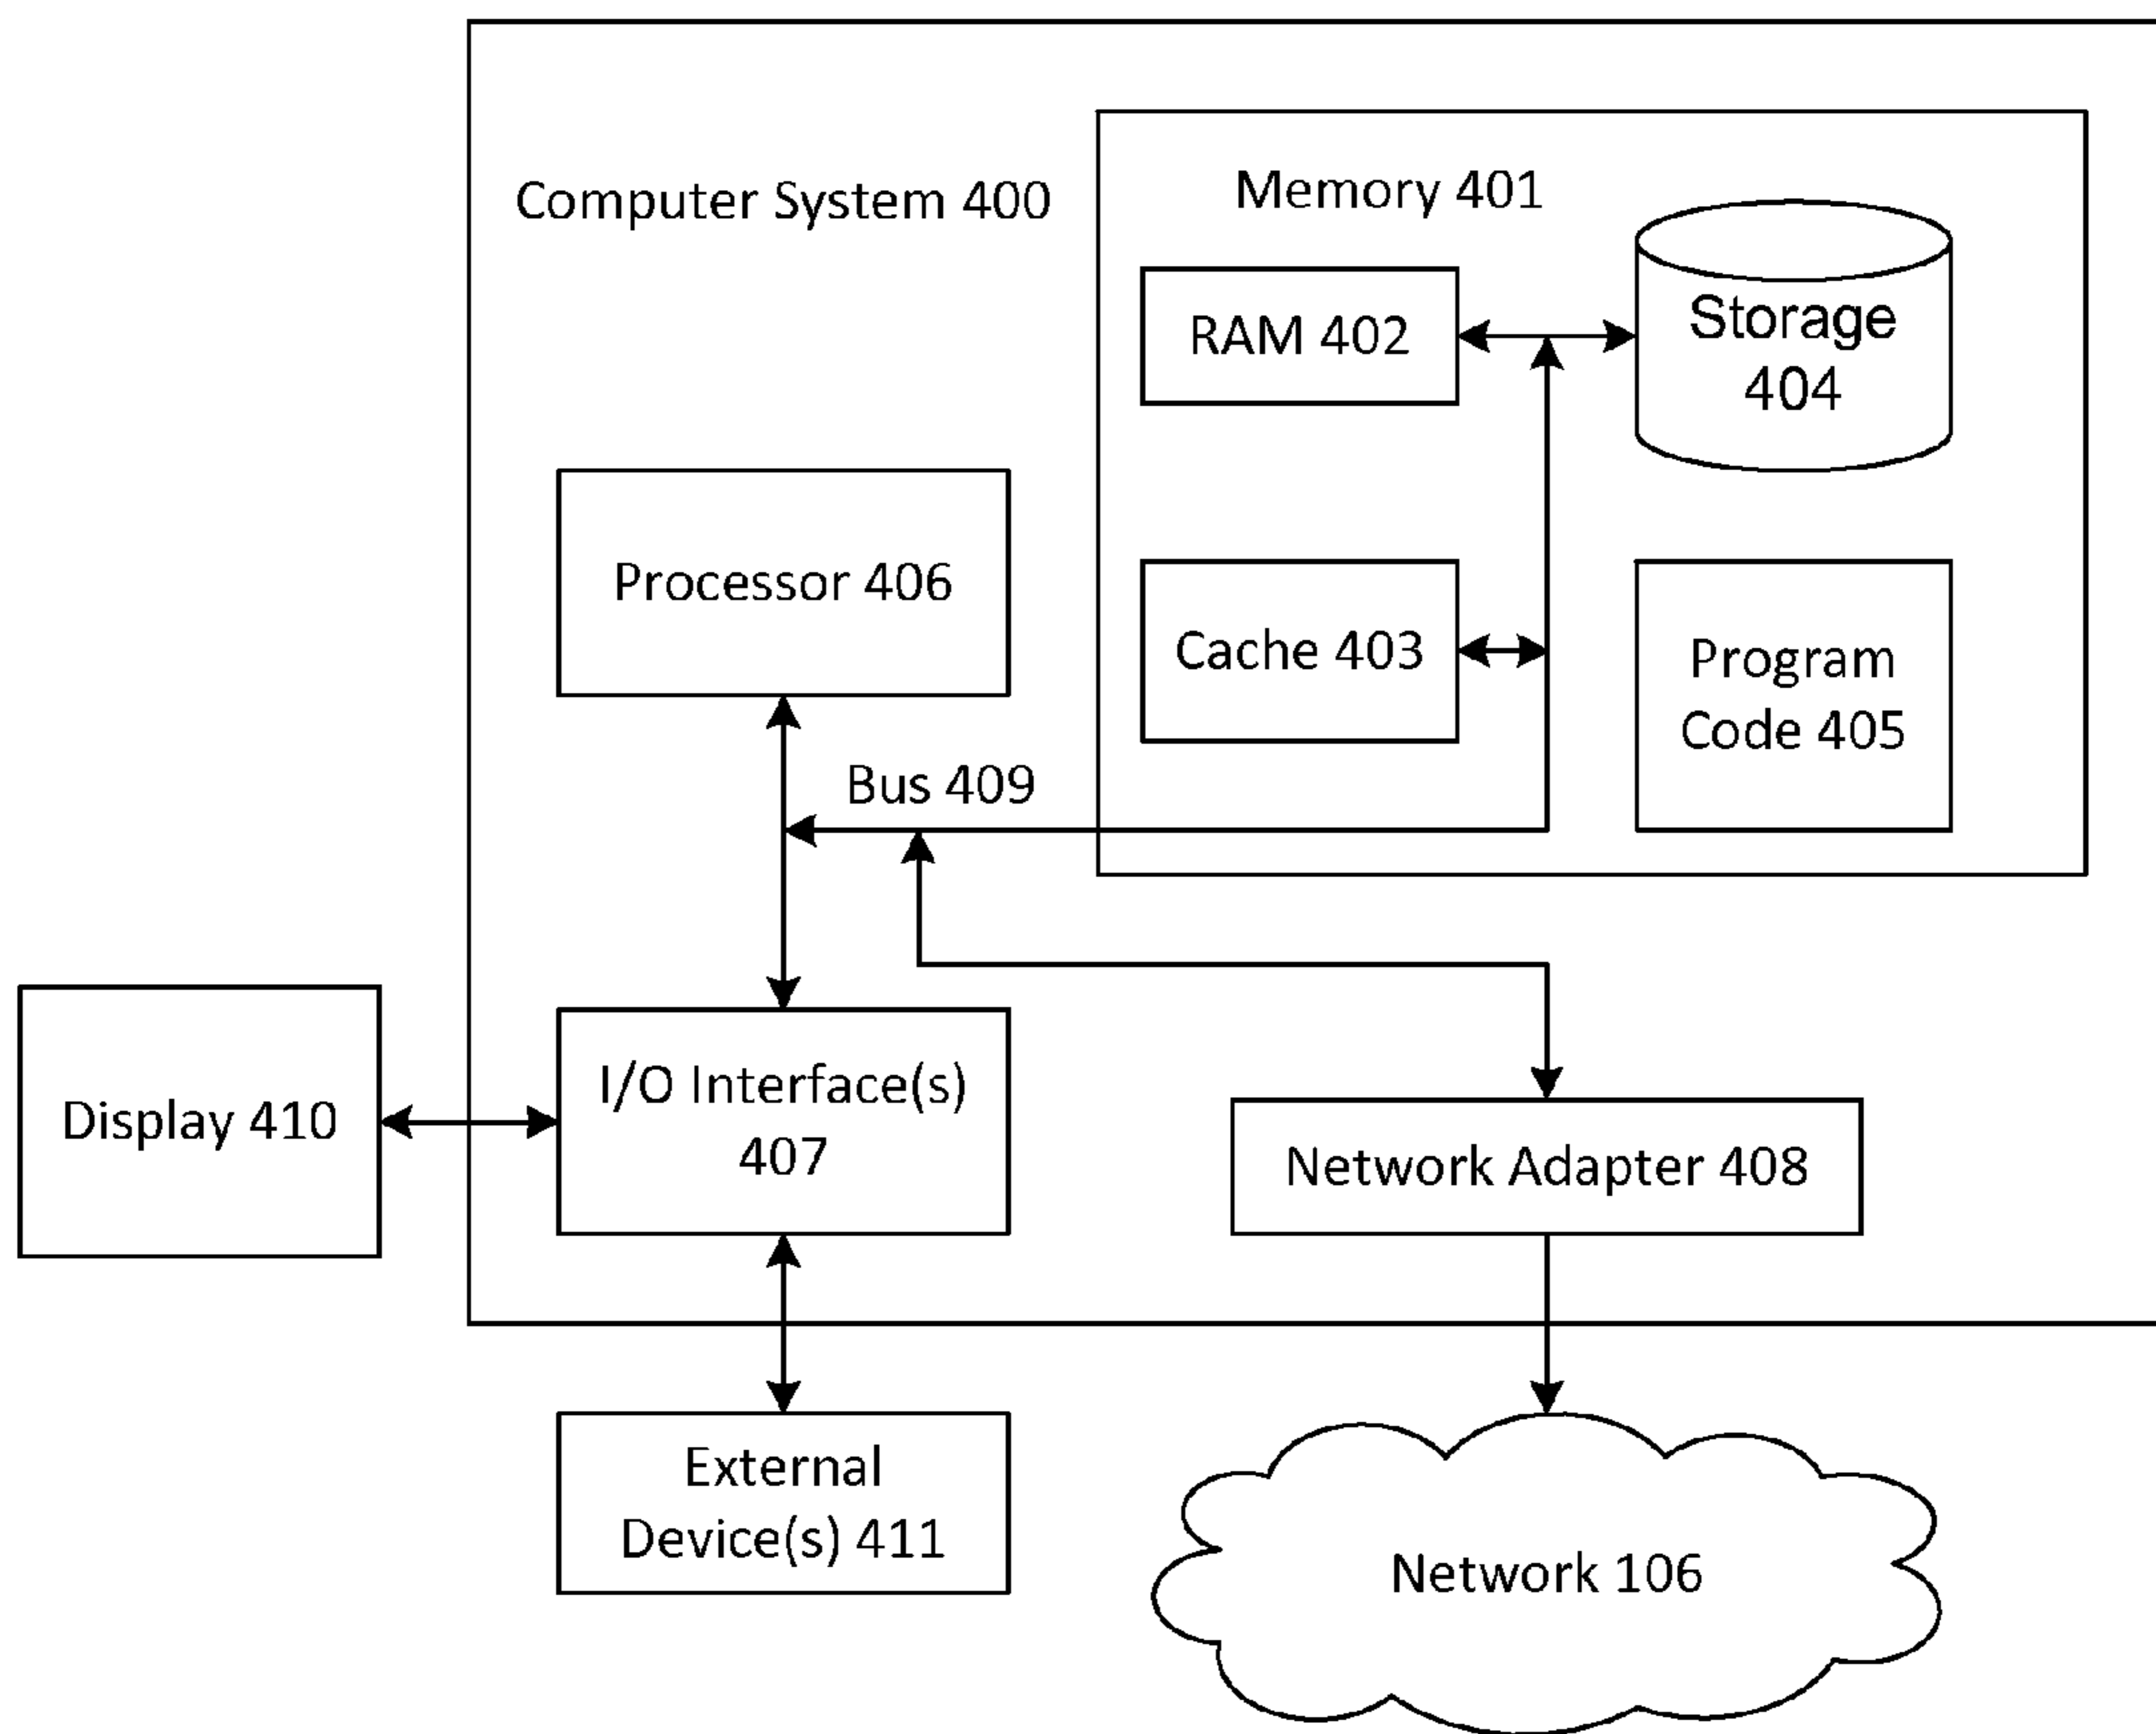 Computer System 400
Memory 401
RAM 402
Storage
404
Processor 406
Cache 403
Program
Code 405
Bus 409
Display 410
I/O Interface(s)
407
Network Adapter 408
External
Device(s) 411
Network 106